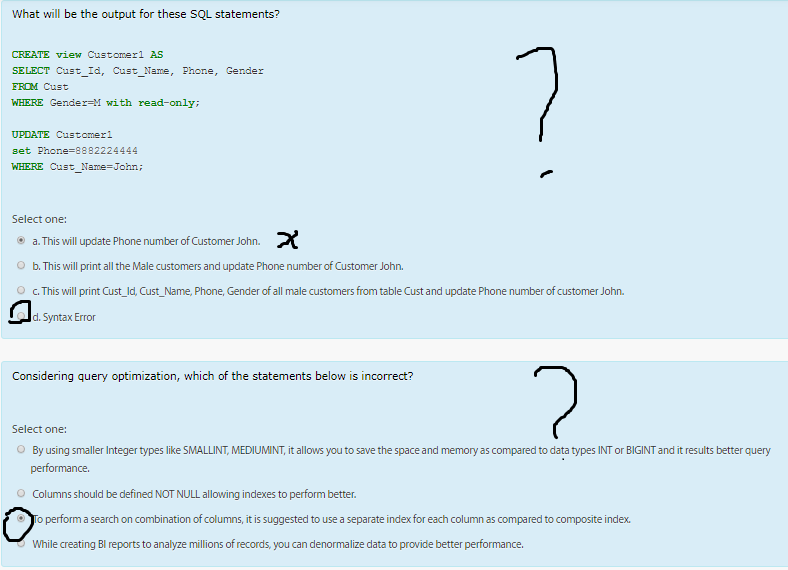 What will be the output for these SQL statements?
CREATE view Customer1 AS
SELECT Cust_Id, Cust_Name, Phone, Gender
FROM Cust
WHERE Gender=M with read-only;
UPDATE Customer1
set Phone=8882224444
WHERE Cust_Name=John;
?
Select one:
a. This will update Phone number of Customer John.
x
b. This will print all the Male customers and update Phone number of Customer John.
c. This will print Cust_Id, Cust_Name, Phone, Gender of all male customers from table Cust and update Phone number of customer John.
d. Syntax Error
Considering query optimization, which of the statements below is incorrect?
?
Select one:
By using smaller Integer types like SMALLINT, MEDIUMINT, it allows you to save the space and memory as compared to data types INT or BIGINT and it results better query
performance.
Columns should be defined NOT NULL allowing indexes to perform better.
To perform a search on combination of columns, it is suggested to use a separate index for each column as compared to composite index.
While creating BI reports to analyze millions of records, you can denormalize data to provide better performance.